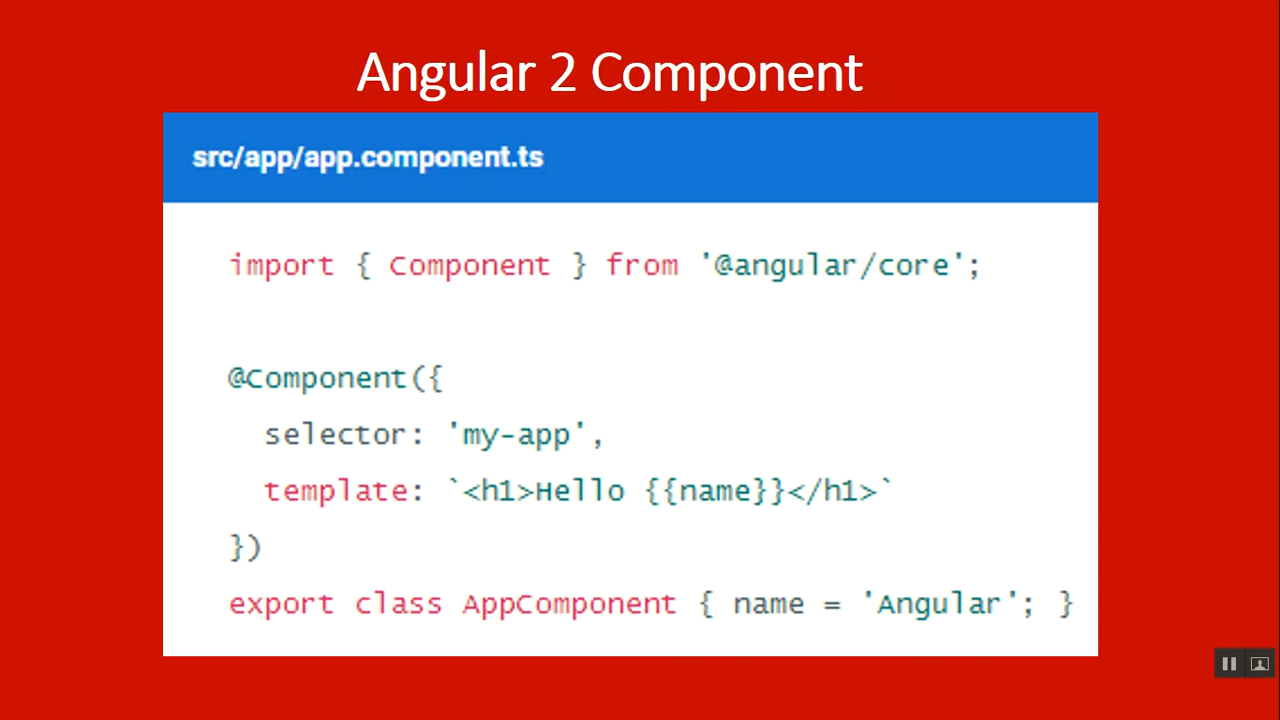 Angular 2 Component
src/app/app.component.ts
import { Component } from '@angular/core';
@Component({
  selector: 'my-app',
  template: `<h1>Hello {{name}}</h1>`
})
export class AppComponent { name = 'Angular'; }